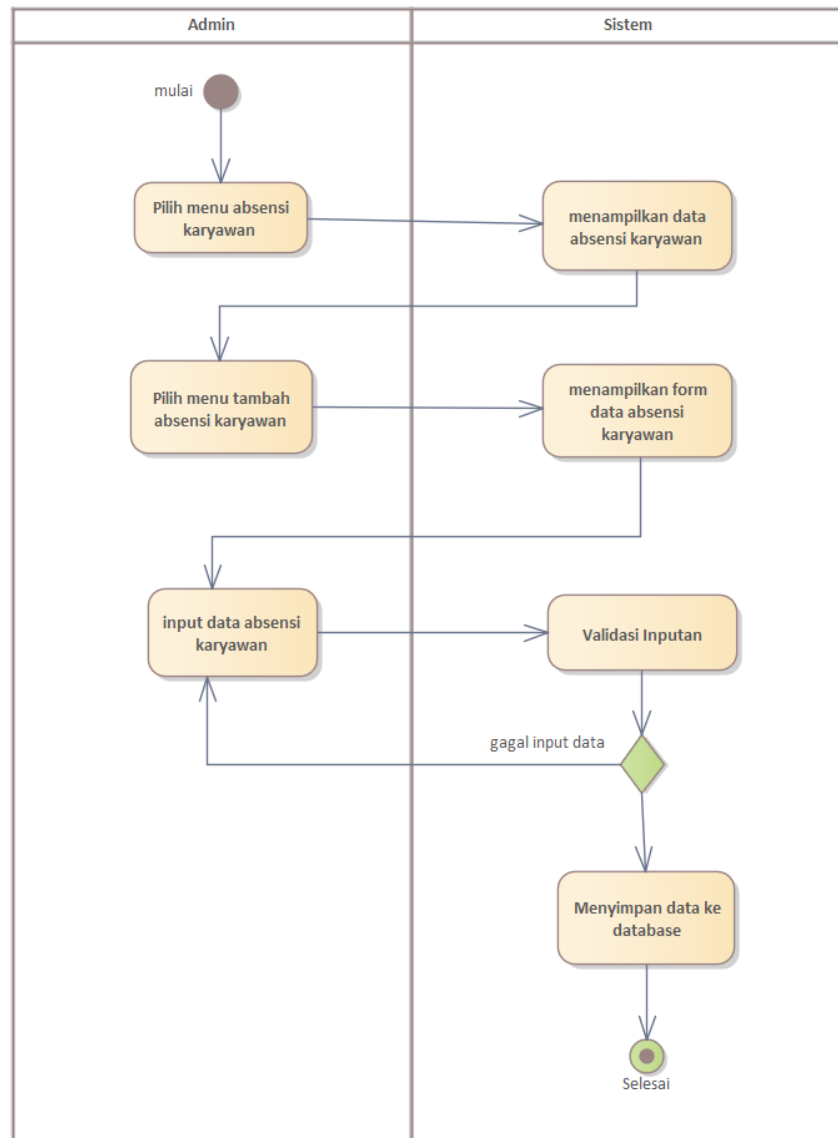 Admin
Sistem
mulai
Pilih menu absensi
karyawan
menampilkan data
absensi karyawan
Pilih menu tambah
absensi karyawan
menampilkan form
data absensi
karyawan
input data absensi
karyawan
Validasi Inputan
gagal input data
Menyimpan data ke
database
Selesai